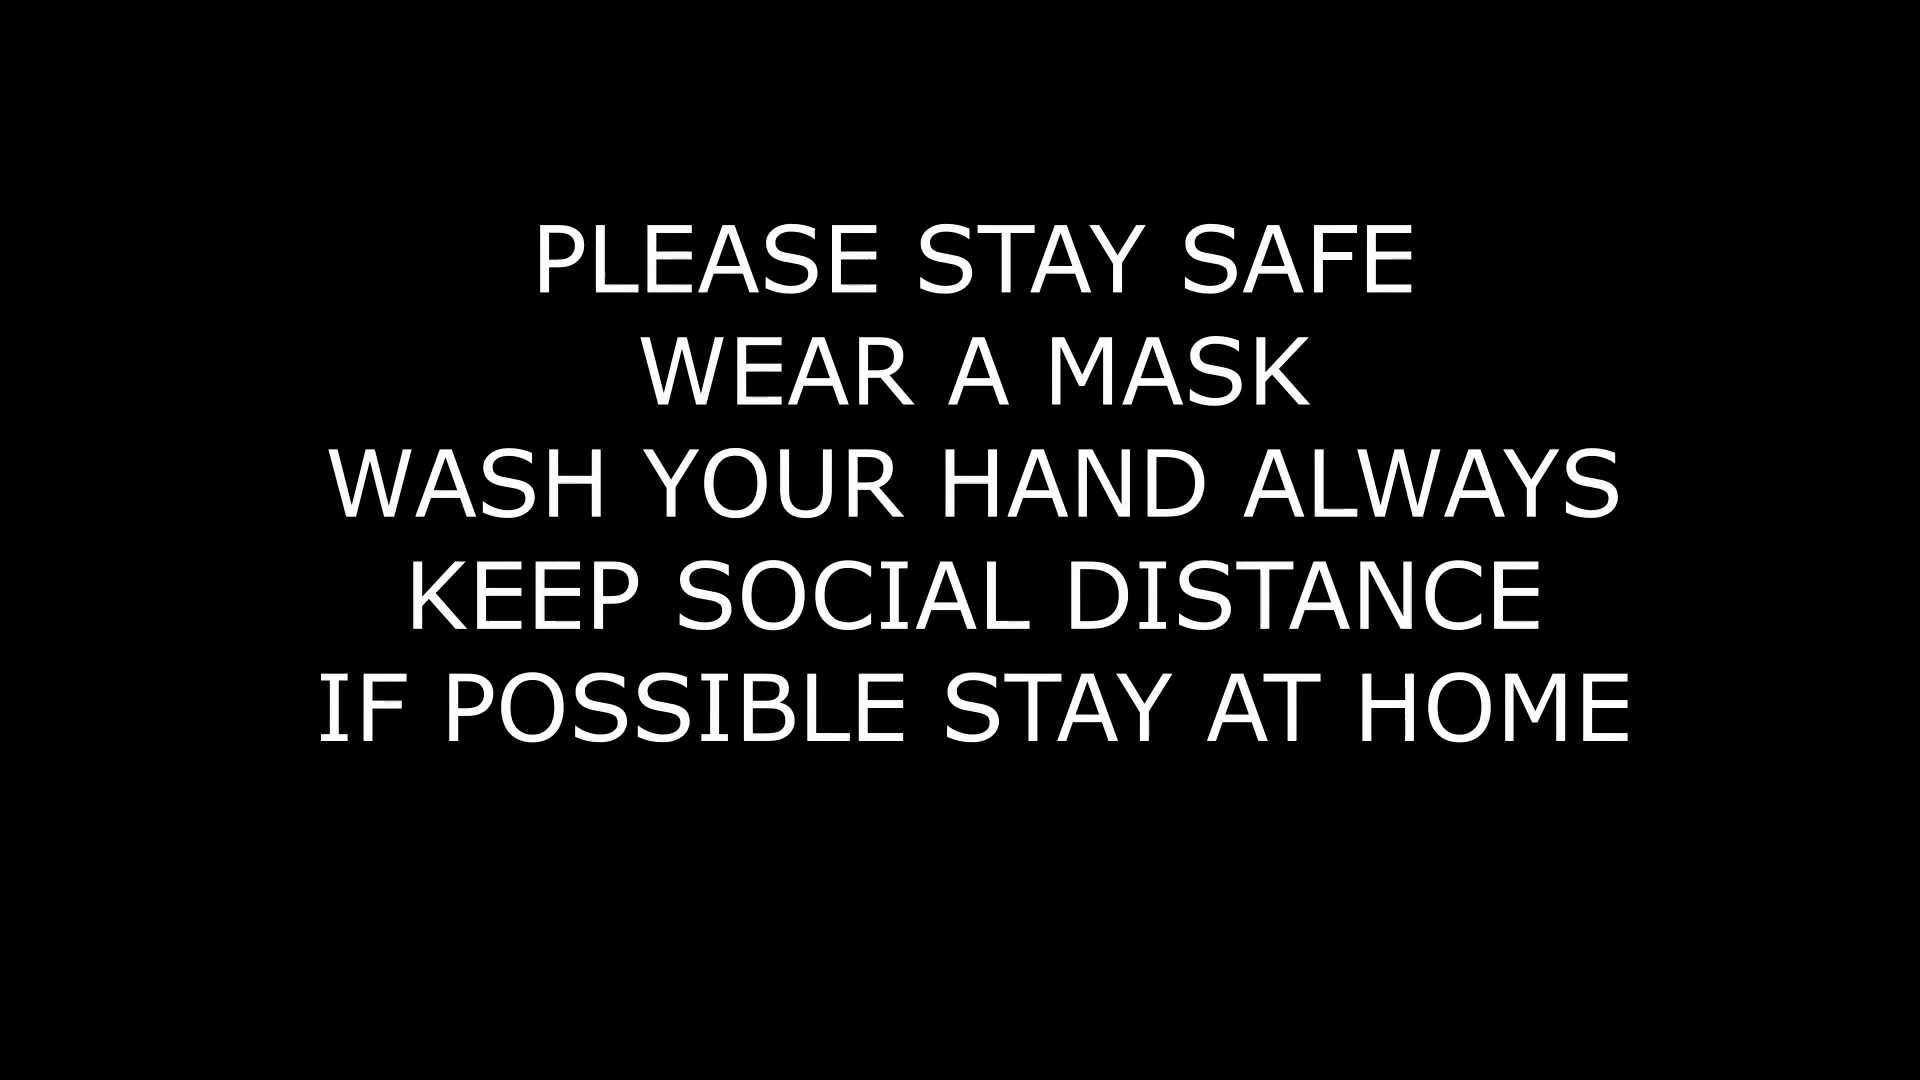 PLEASE STAY SAFE
WEAR A MASK
WASH YOUR HAND ALWAYS
KEEP SOCIAL DISTANCE
IF POSSIBLE STAY AT HOME